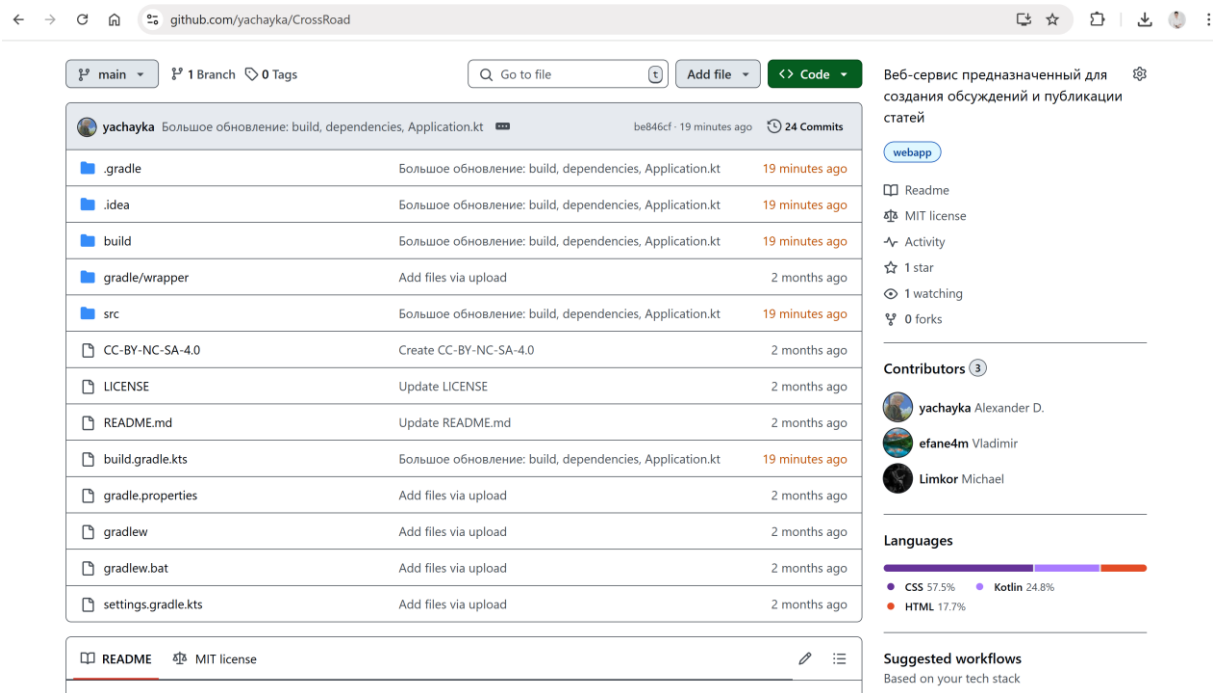 github.com/yachayka/CrossRoad
main 1 Branch 0 Tags Go to file t Add file <> Code
yachayka Большое обновление: build, dependencies, Application.kt be846cf · 19 minutes ago 24 Commits
.gradle Большое обновление: build, dependencies, Application.kt 19 minutes ago
.idea Большое обновление: build, dependencies, Application.kt 19 minutes ago
build Большое обновление: build, dependencies, Application.kt 19 minutes ago
gradle/wrapper Add files via upload 2 months ago
src Большое обновление: build, dependencies, Application.kt 19 minutes ago
CC-BY-NC-SA-4.0 Create CC-BY-NC-SA-4.0 2 months ago
LICENSE Update LICENSE 2 months ago
README.md Update README.md 2 months ago
build.gradle.kts Большое обновление: build, dependencies, Application.kt 19 minutes ago
gradle.properties Add files via upload 2 months ago
gradlew Add files via upload 2 months ago
gradlew.bat Add files via upload 2 months ago
settings.gradle.kts Add files via upload 2 months ago
README MIT license
Веб-сервис предназначенный для
создания обсуждений и публикации
статей
webapp
Readme
MIT license
Activity
1 star
1 watching
0 forks
Contributors 3
yachayka Alexander D.
efane4m Vladimir
Limkor Michael
Languages
CSS 57.5% Kotlin 24.8%
HTML 17.7%
Suggested workflows
Based on your tech stack